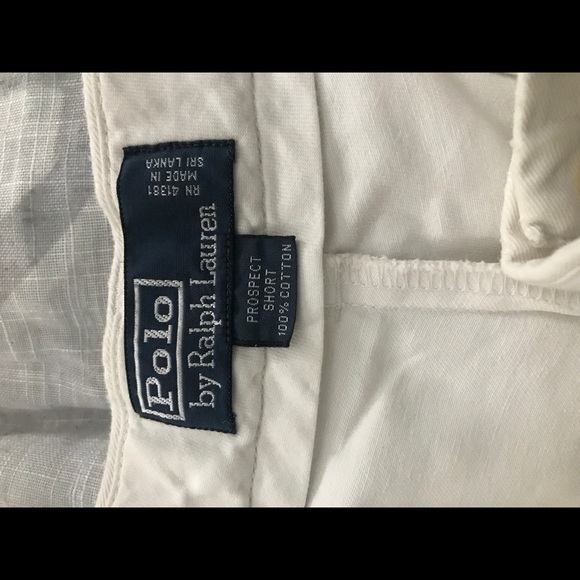 Polo
by Ralph Lauren
RN 41381
MADE IN
SRI LANKA
PROSPECT
SHORT
100% COTTON